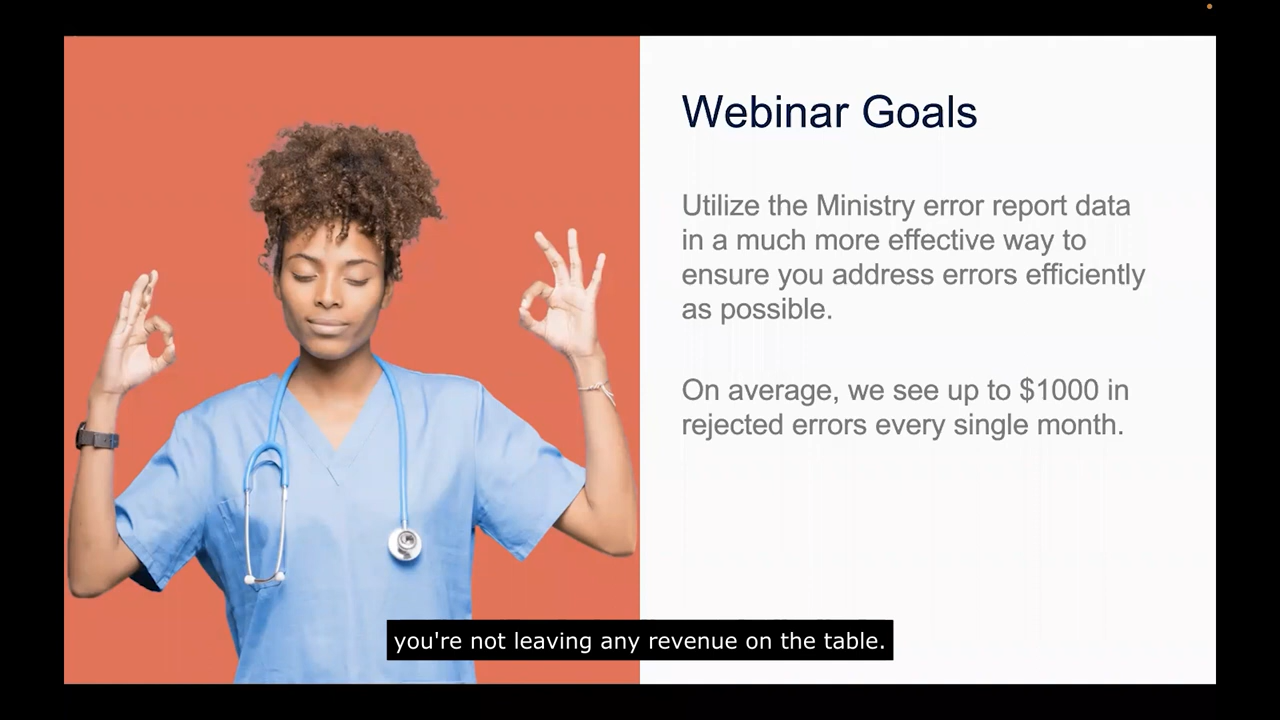 Webinar Goals
Utilize the Ministry error report data
in a much more effective way to
ensure you address errors efficiently
as possible.
On average, we see up to $1000 in
rejected errors every single month.
you're not leaving any revenue on the table.